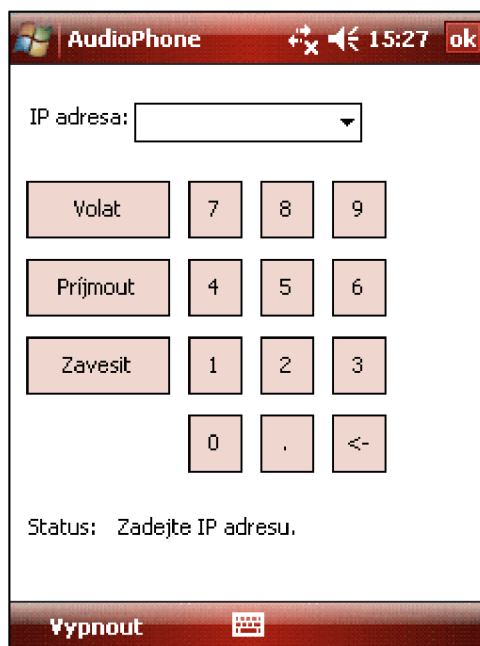 AudioPhone 15:27 ok
IP adresa:
Volat 7 8 9
Príjmout 4 5 6
Zavesit 1 2 3
0 . <-
Status: Zadejte IP adresu.
Vypnout